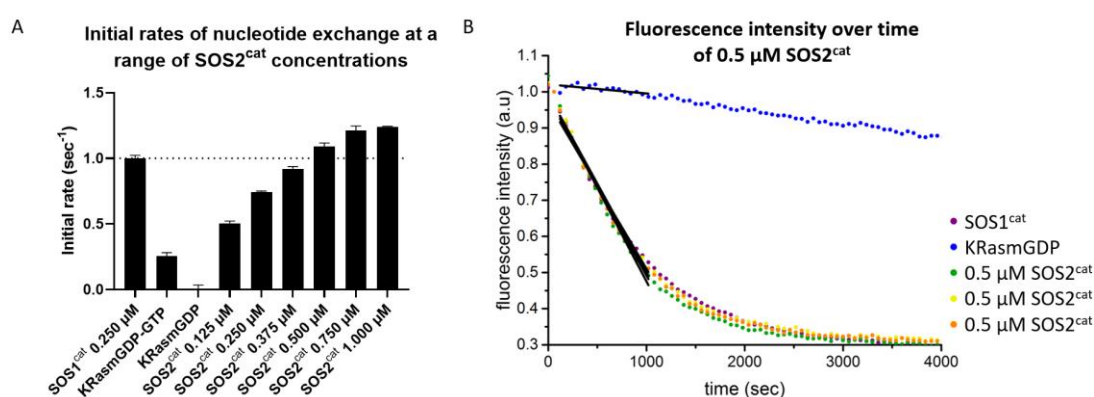 A
Initial rates of nucleotide exchange at a
range of SOS2cat concentrations
Initial rate (sec-1)
1.5
1.0
0.5
0.0
SOS1cat 0.250 µM
KRasmGDP-GTP
KRasmGDP
SOS2cat 0.125 µM
SOS2cat 0.250 µM
SOS2cat 0.375 µM
SOS2cat 0.500 µM
SOS2cat 0.750 µM
SOS2cat 1.000 µM
B
Fluorescence intensity over time
of 0.5 µM SOS2cat
fluorescence intensity (a.u)
1.0
0.9
0.8
0.7
0.6
0.5
0.4
0.3
0
1000
2000
3000
4000
time (sec)
SOS1cat
KRasmGDP
0.5 µM SOS2cat
0.5 µM SOS2cat
0.5 µM SOS2cat